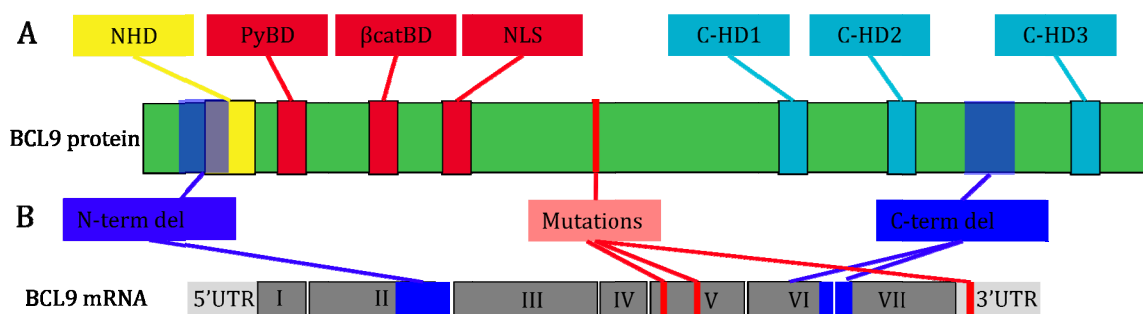 A
NHD PyBD βcatBD NLS C-HD1 C-HD2 C-HD3
BCL9 protein
B
N-term del Mutations C-term del
BCL9 mRNA 5'UTR I II III IV V VI VII 3'UTR